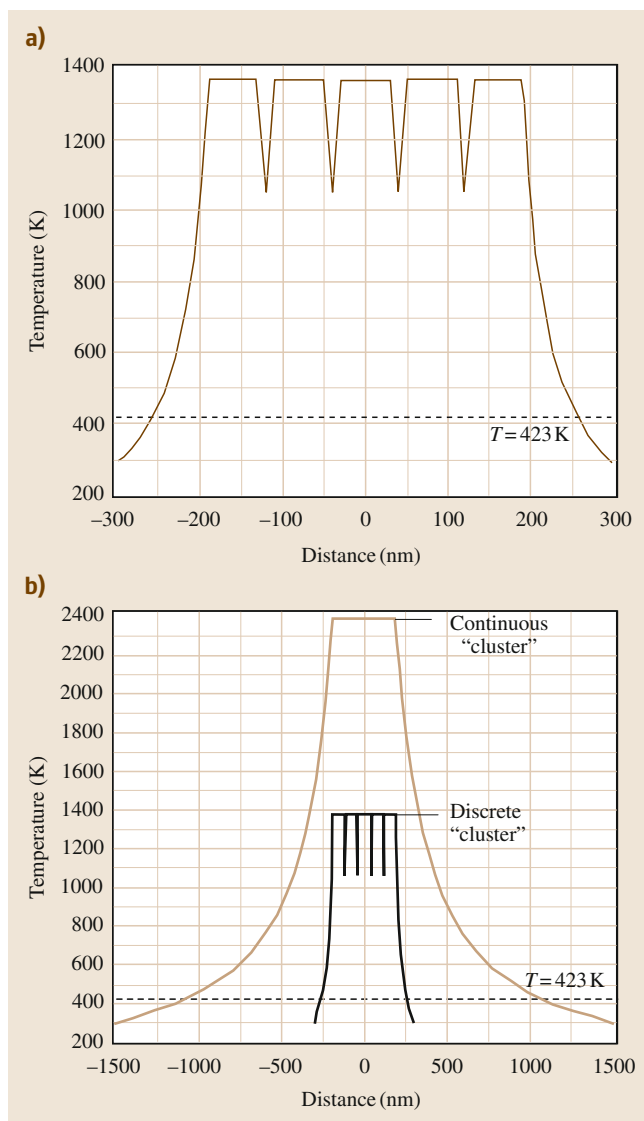 a)
Temperature (K)
1400
1200
1000
800
600
400
200
T = 423 K
−300 −200 −100 0 100 200 300
Distance (nm)
b)
Temperature (K)
2400
2200
2000
1800
1600
1400
1200
1000
800
600
400
200
Continuous
“cluster”
Discrete
“cluster”
T = 423 K
−1500 −1000 −500 0 500 1000 1500
Distance (nm)